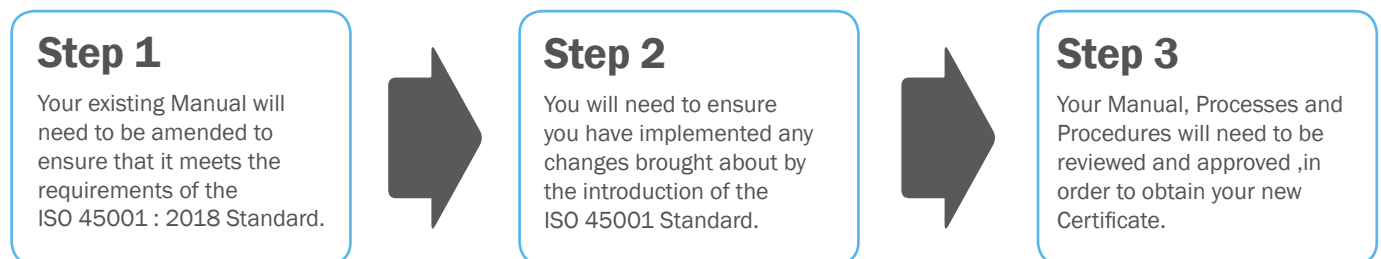 Step 1
Your existing Manual will
need to be amended to
ensure that it meets the
requirements of the
ISO 45001 : 2018 Standard.
Step 2
You will need to ensure
you have implemented any
changes brought about by
the introduction of the
ISO 45001 Standard.
Step 3
Your Manual, Processes and
Procedures will need to be
reviewed and approved ,in
order to obtain your new
Certificate.